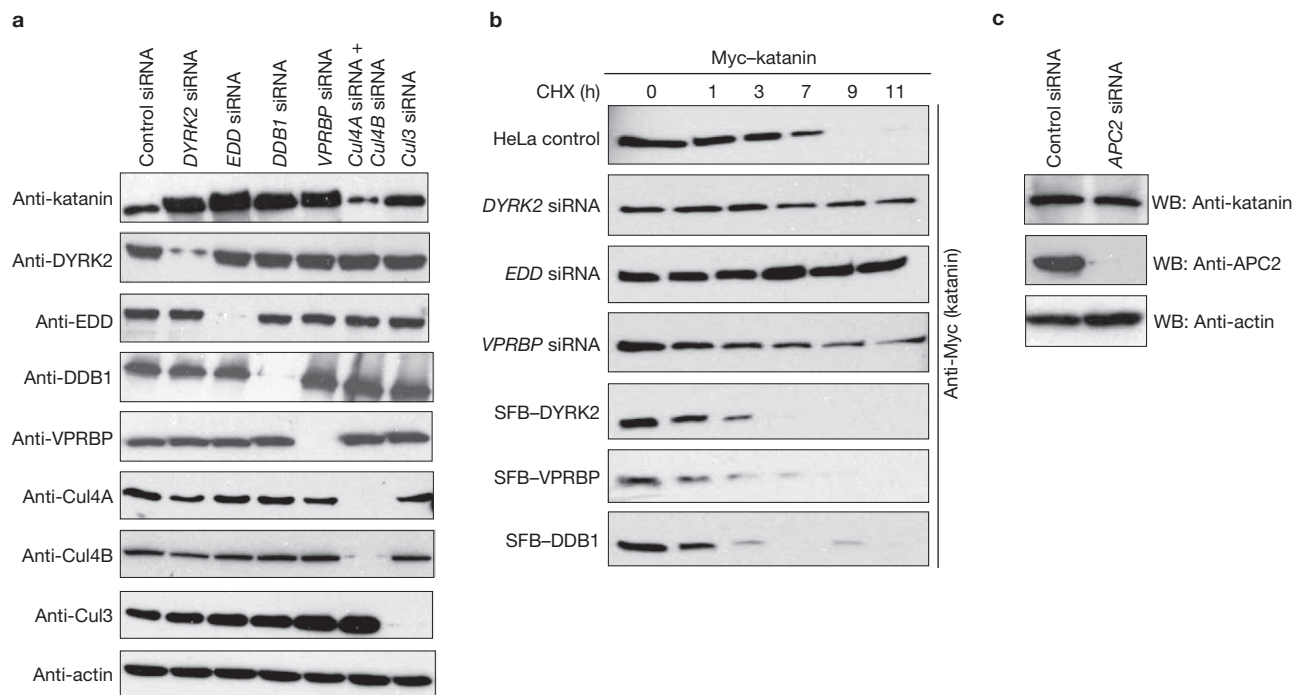 a
Control siRNA
DYRK2 siRNA
EDD siRNA
DDB1 siRNA
VPRBP siRNA
Cul4A siRNA +
Cul4B siRNA
Cul3 siRNA
Anti-katanin
Anti-DYRK2
Anti-EDD
Anti-DDB1
Anti-VPRBP
Anti-Cul4A
Anti-Cul4B
Anti-Cul3
Anti-actin
b
Myc–katanin
CHX (h) 0 1 3 7 9 11
HeLa control
DYRK2 siRNA
EDD siRNA
VPRBP siRNA
SFB–DYRK2
SFB–VPRBP
SFB–DDB1
Anti-Myc (katanin)
c
Control siRNA
APC2 siRNA
WB: Anti-katanin
WB: Anti-APC2
WB: Anti-actin